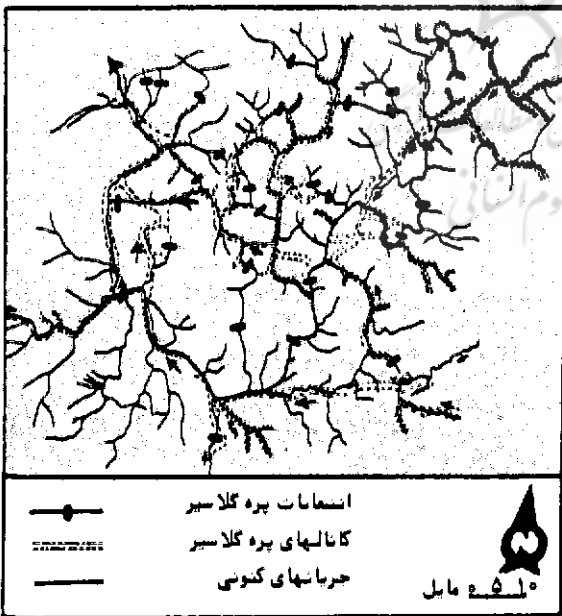 انشعابات پره گلاسیر
کانالهای پره گلاسیر
جریانهای کنونی
N
۱۰ ۵ ۰ مایل